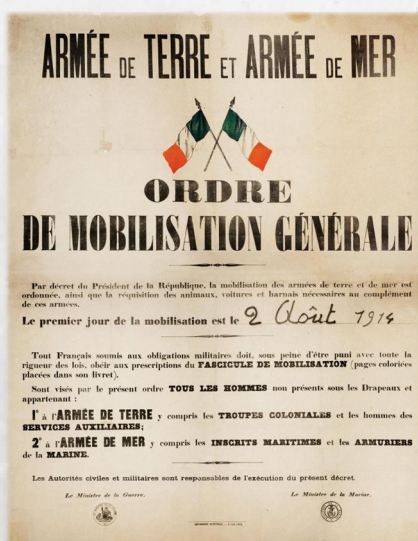 ARMÉE DE TERRE ET ARMÉE DE MER
ORDRE
DE MOBILISATION GÉNÉRALE
Par décret du Président de la République, la mobilisation des armées de terre et de mer est
ordonnée, ainsi que la réquisition des animaux, voitures et harnais nécessaires au complément
de ces armées.
Le premier jour de la mobilisation est le 2 Août 1914
Tout Français soumis aux obligations militaires doit, sous peine d'être puni avec toute la
rigueur des lois, obéir aux prescriptions du FASCICULE DE MOBILISATION (pages coloriées
placées dans son livret).
Sont visés par le présent ordre TOUS LES HOMMES non présents sous les Drapeaux et
appartenant :
1° à l'ARMÉE DE TERRE y compris les TROUPES COLONIALES et les hommes des
SERVICES AUXILIAIRES;
2° à l'ARMÉE DE MER y compris les INSCRITS MARITIMES et les ARMURIERS
de la MARINE.
Les Autorités civiles et militaires sont responsables de l'exécution du présent décret.
Le Ministre de la Guerre, Le Ministre de la Marine,